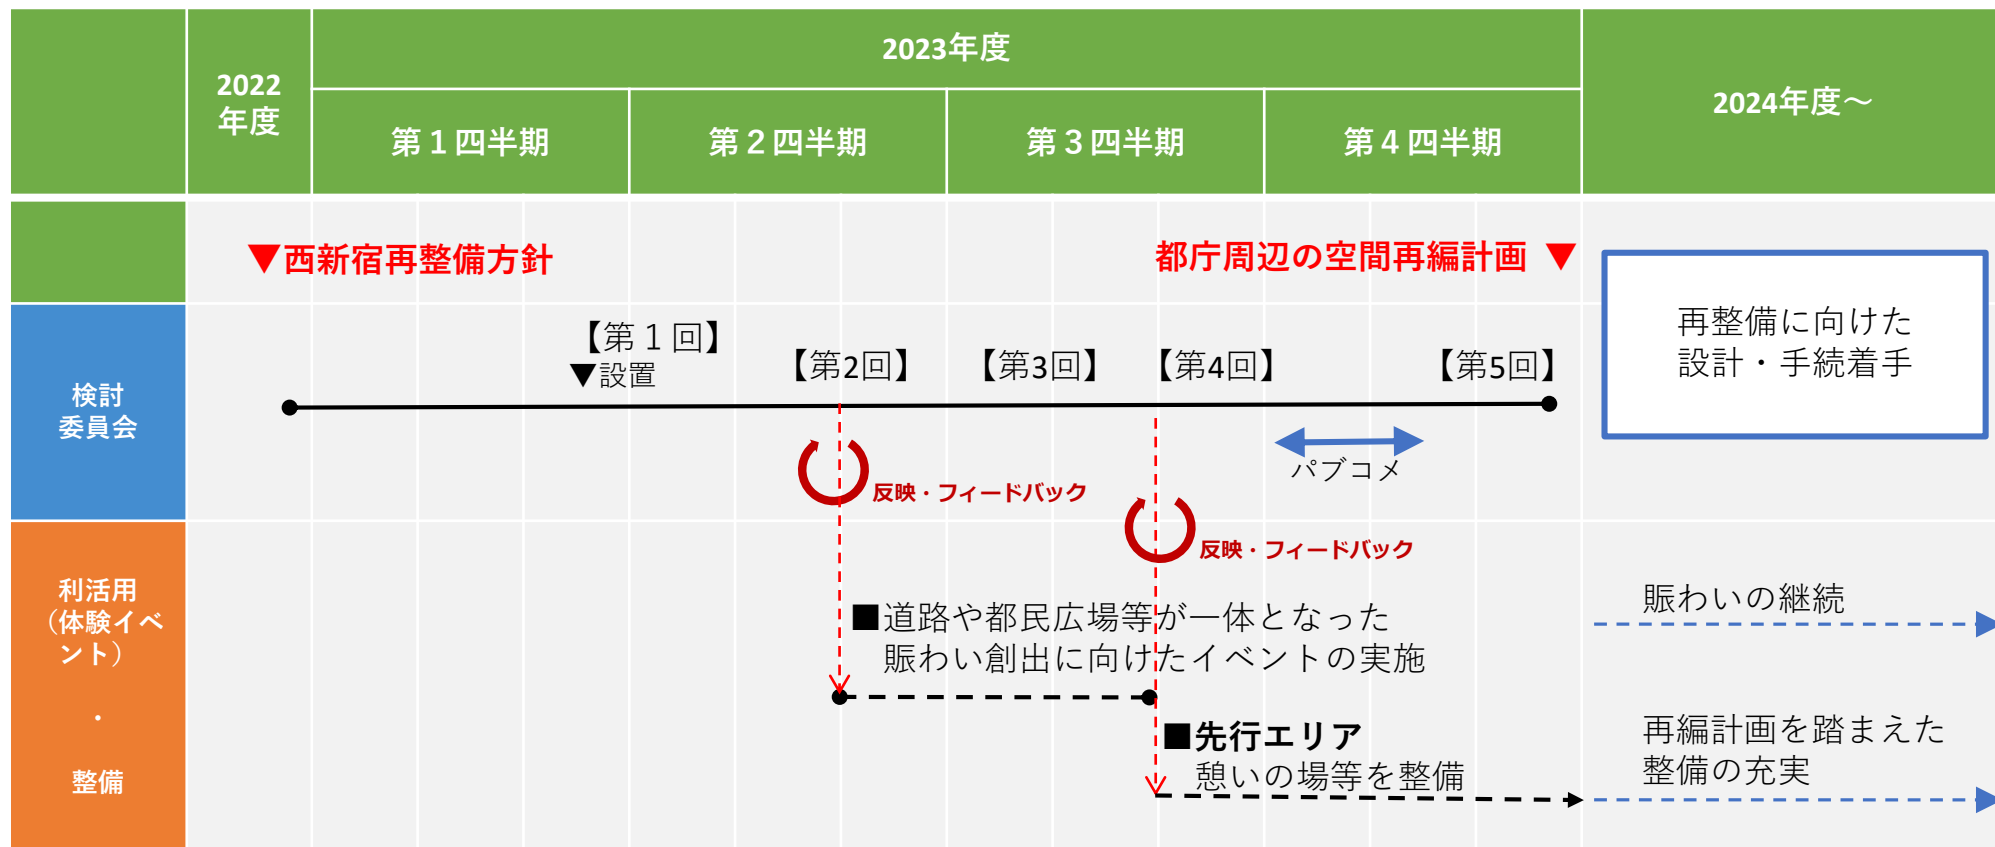 2022
年度
2023年度
第１四半期
第２四半期
第３四半期
第４四半期
2024年度～
▼西新宿再整備方針
都庁周辺の空間再編計画 ▼
検討
委員会
【第１回】
▼設置
【第2回】
【第3回】
【第4回】
【第5回】
パブコメ
反映・フィードバック
反映・フィードバック
再整備に向けた
設計・手続着手
利活用
（体験イベ
ント）
・
整備
■道路や都民広場等が一体となった
賑わい創出に向けたイベントの実施
■先行エリア
憩いの場等を整備
賑わいの継続
再編計画を踏まえた
整備の充実